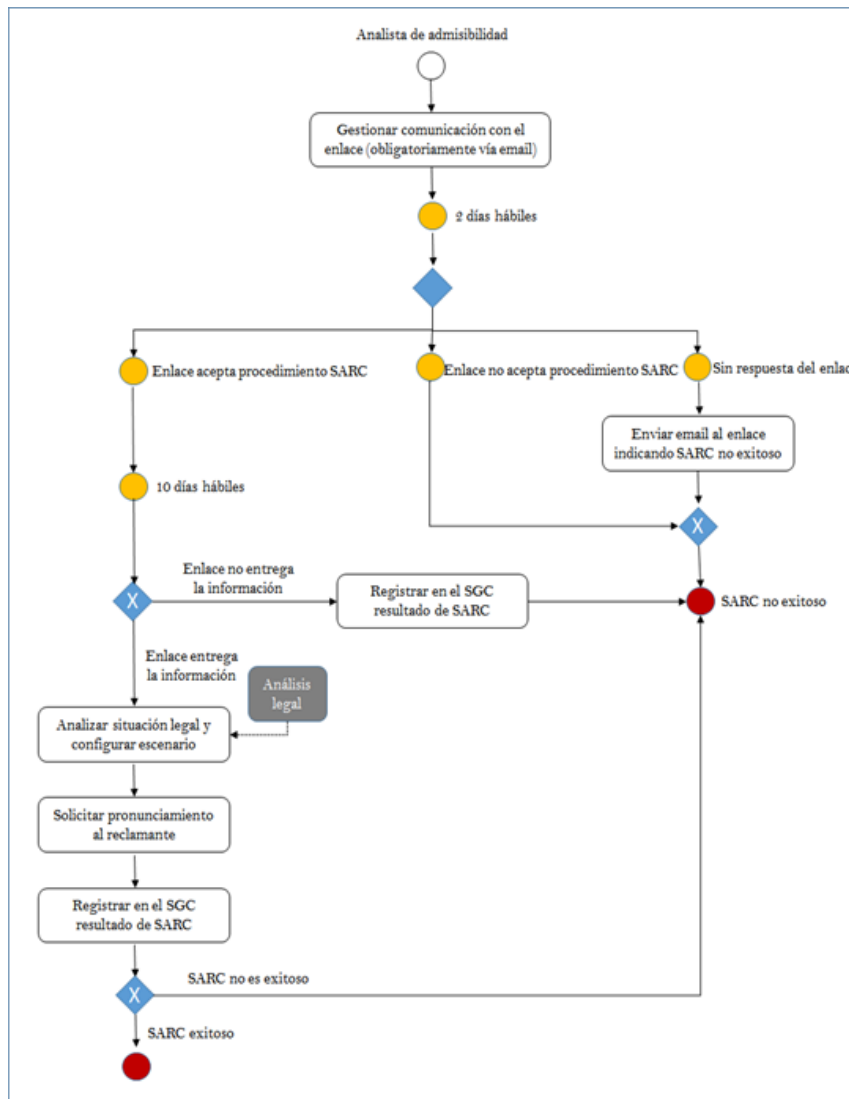 Analista de admisibilidad
Gestionar comunicación con el
enlace (obligatoriamente vía email)
2 días hábiles
Enlace acepta procedimiento SARC
Enlace no acepta procedimiento SARC
Sin respuesta del enlac
Enviar email al enlace
indicando SARC no exitoso
10 días hábiles
X
Enlace no entrega
la información
Registrar en el SGC
resultado de SARC
SARC no exitoso
X
Enlace entrega
la información
Análisis
legal
Analizar situación legal y
configurar escenario
Solicitar pronunciamiento
al reclamante
Registrar en el SGC
resultado de SARC
SARC no es exitoso
X
SARC exitoso